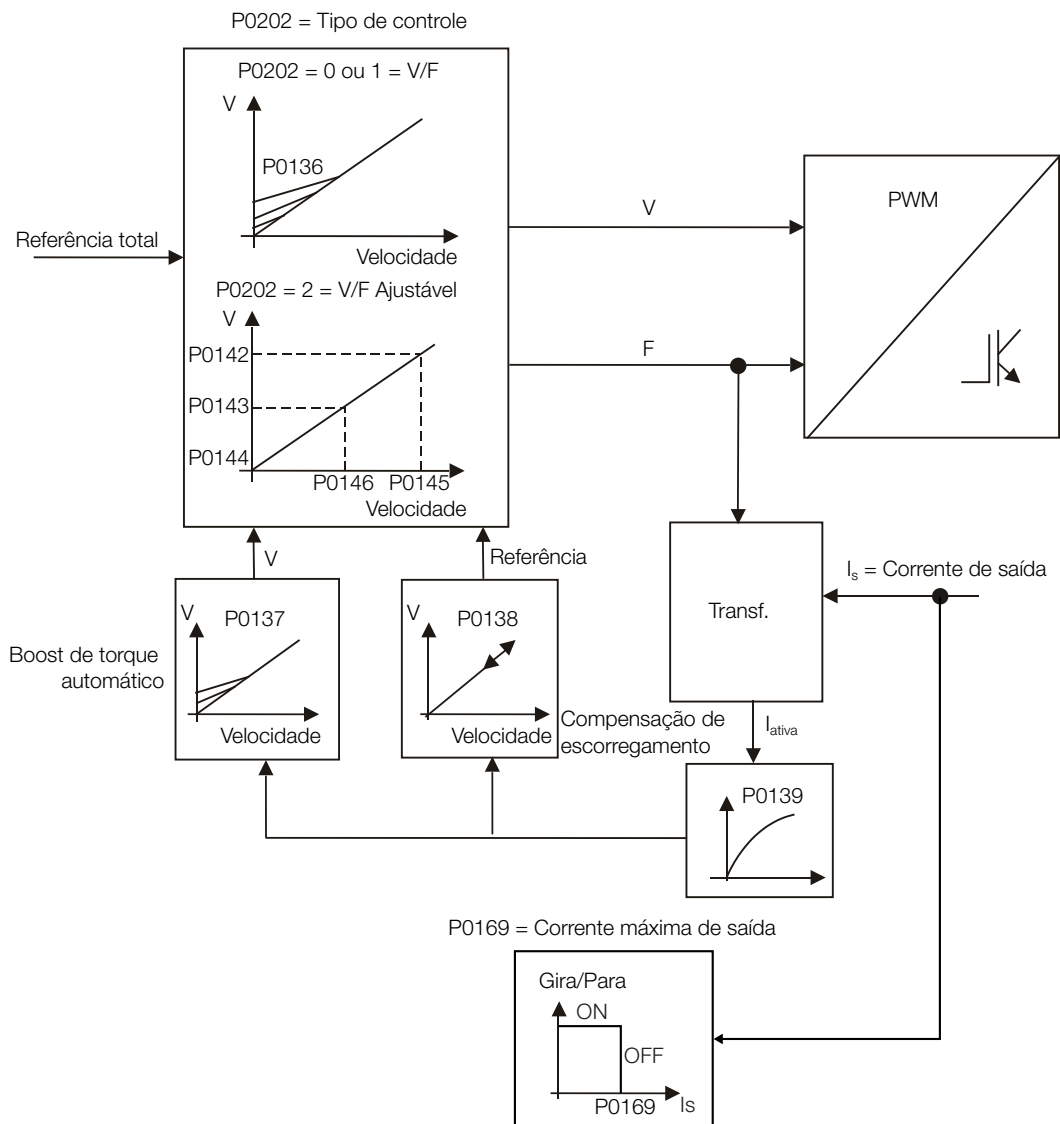 P0202 = Tipo de controle
P0202 = 0 ou 1 = V/F
V
P0136
Velocidade
Referência total
P0202 = 2 = V/F Ajustável
V
P0142
P0143
P0144
P0146
P0145
Velocidade
V
F
PWM
V
Referência
V
P0137
Velocidade
Boost de torque
automático
V
P0138
Velocidade
Compensação de
escorregamento
Transf.
Is = Corrente de saída
Iativa
P0139
P0169 = Corrente máxima de saída
Gira/Para
ON
OFF
P0169
Is